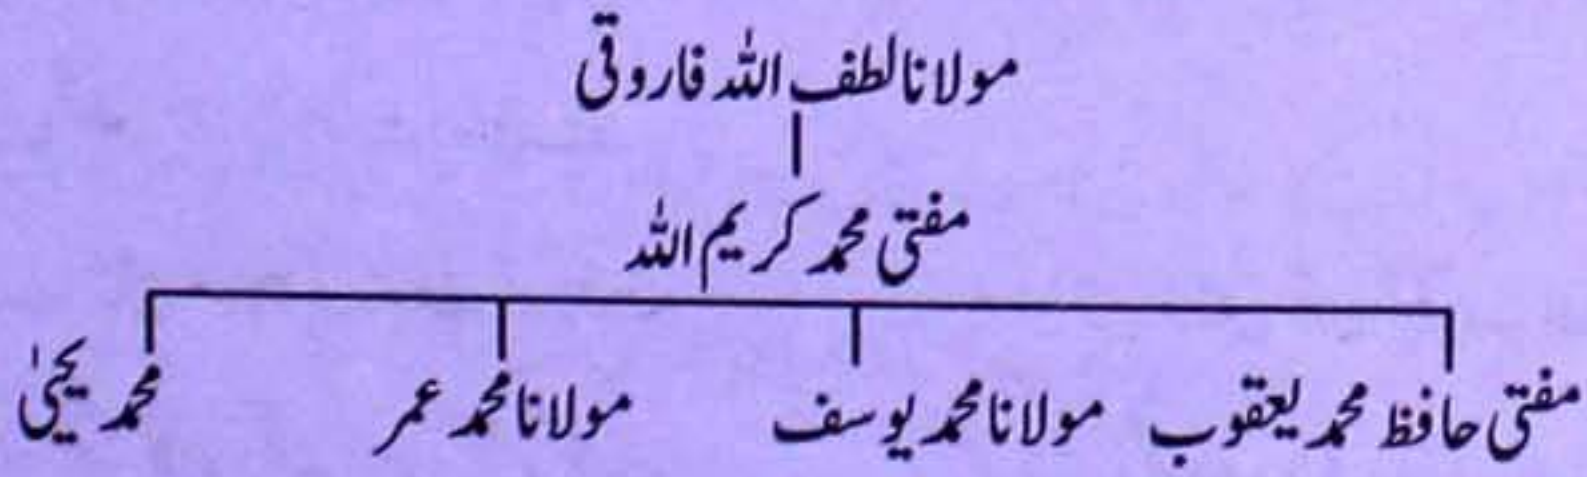 مولانا لطف اللہ فاروقی
مفتی محمد کریم اللہ
مفتی حافظ محمد یعقوب مولانا محمد یوسف مولانا محمد عمر محمد یحییٰ